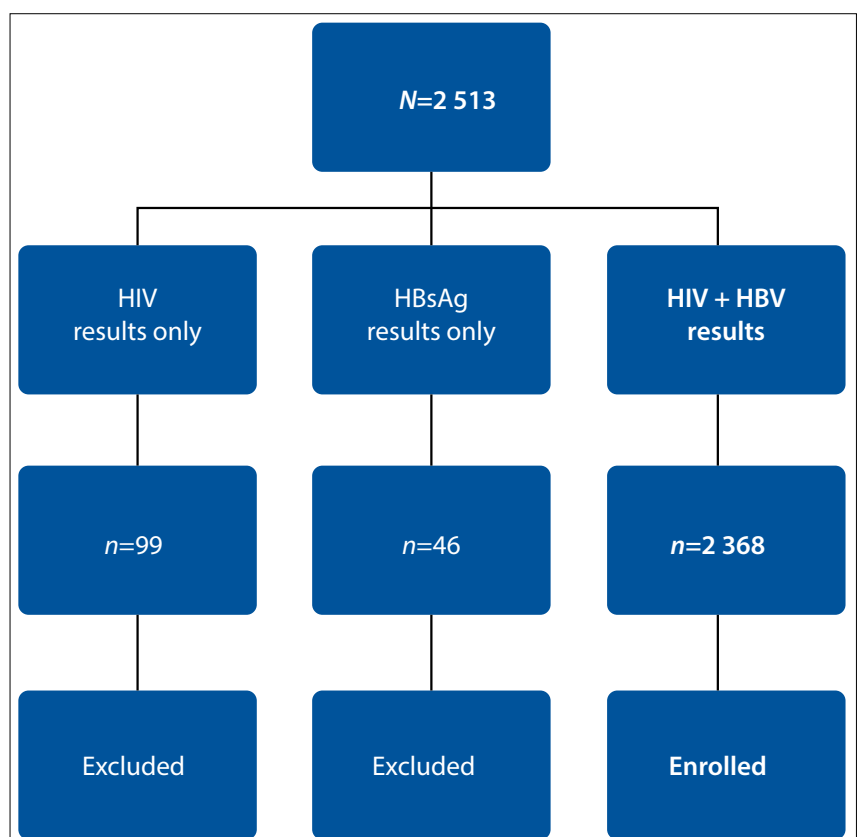 N=2 513
HIV
results only
HBsAg
results only
HIV + HBV
results
n=99
n=46
n=2 368
Excluded
Excluded
Enrolled